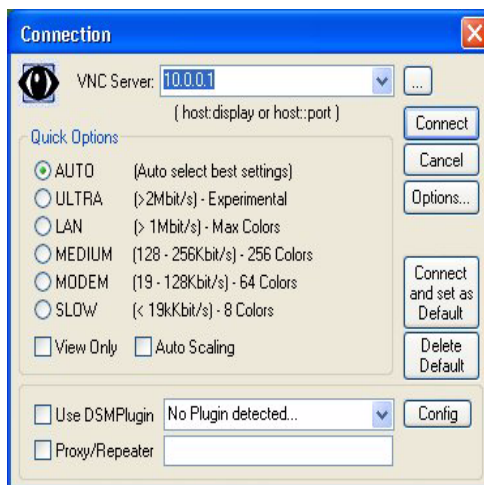 Connection
VNC Server: 10.0.0.1 ...
( host:display or host::port )
Connect
Quick Options
Cancel
AUTO (Auto select best settings)
ULTRA (>2Mbit/s) - Experimental
Options...
LAN (> 1Mbit/s) - Max Colors
MEDIUM (128 - 256Kbit/s) - 256 Colors
MODEM (19 - 128Kbit/s) - 64 Colors
SLOW (< 19kKbit/s) - 8 Colors
Connect
and set as
Default
View Only Auto Scaling
Delete
Default
Use DSMPlugin No Plugin detected... Config
Proxy/Repeater